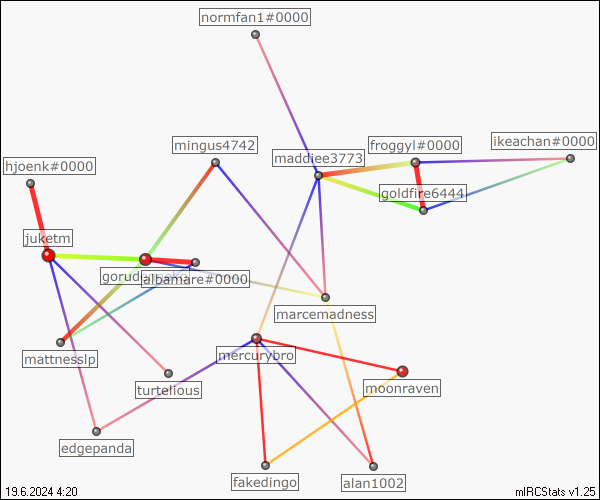 normfan1#0000
mingus4742
maddiee3773
froggyl#0000
ikeachan#0000
hjoenk#0000
goldfire6444
juketm
albamare#0000
marcemadness
mattnesslp
mercurybro
turtelious
moonraven
edgepanda
fakedingo
alan1002
19.6.2024 4:20
mIRCStats v1.25